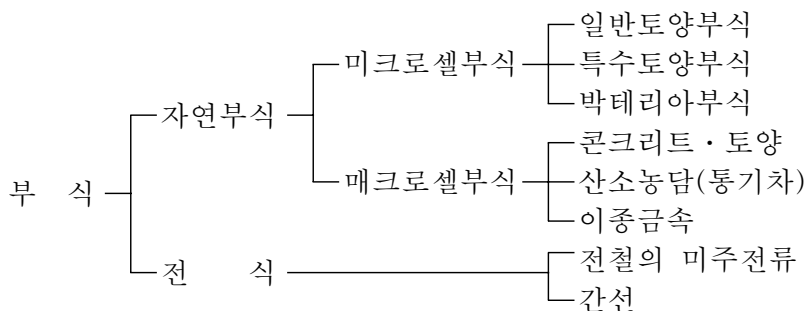 일반토양부식
미크로셀부식
특수토양부식
박테리아부식
자연부식
콘크리트・토양
매크로셀부식
산소농담(통기차)
이종금속
부 식
전 식
전철의 미주전류
간선